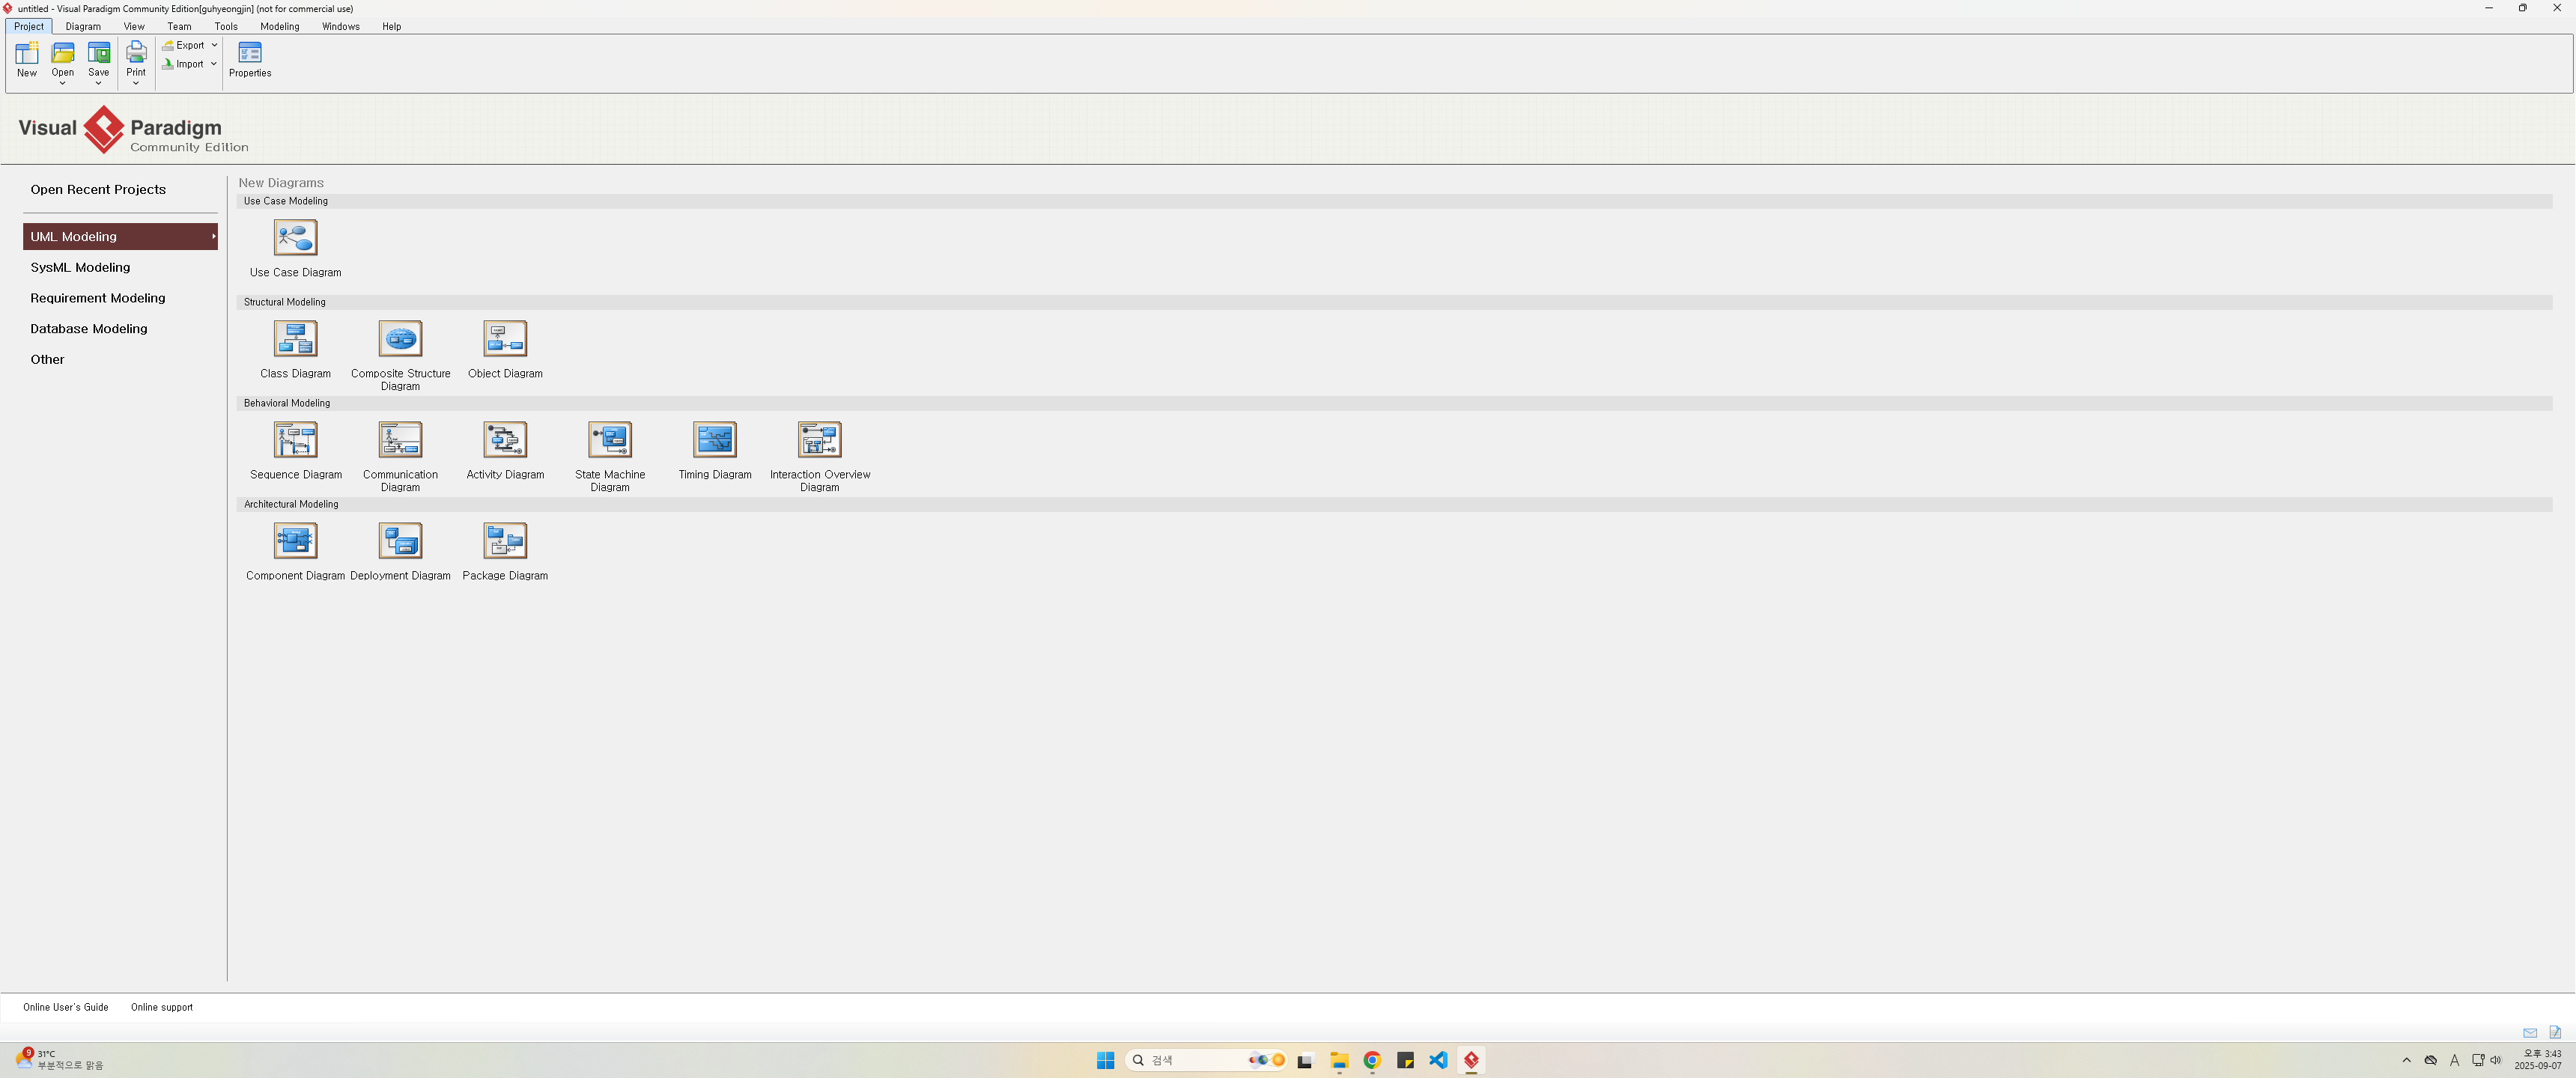 untitled - Visual Paradigm Community Edition[guhyeongjin] (not for commercial use)
Project Diagram View Team Tools Modeling Windows Help
New Open Save Print Export Import Properties
Visual Paradigm
Community Edition
Open Recent Projects
UML Modeling
SysML Modeling
Requirement Modeling
Database Modeling
Other
New Diagrams
Use Case Modeling
Use Case Diagram
Structural Modeling
Class Diagram
Composite Structure
Diagram
Object Diagram
Behavioral Modeling
Sequence Diagram
Communication
Diagram
Activity Diagram
State Machine
Diagram
Timing Diagram
Interaction Overview
Diagram
Architectural Modeling
Component Diagram
Deployment Diagram
Package Diagram
Online User's Guide
Online support
9
31°C
부분적으로 맑음
검색
A
오후 3:43
2025-09-07